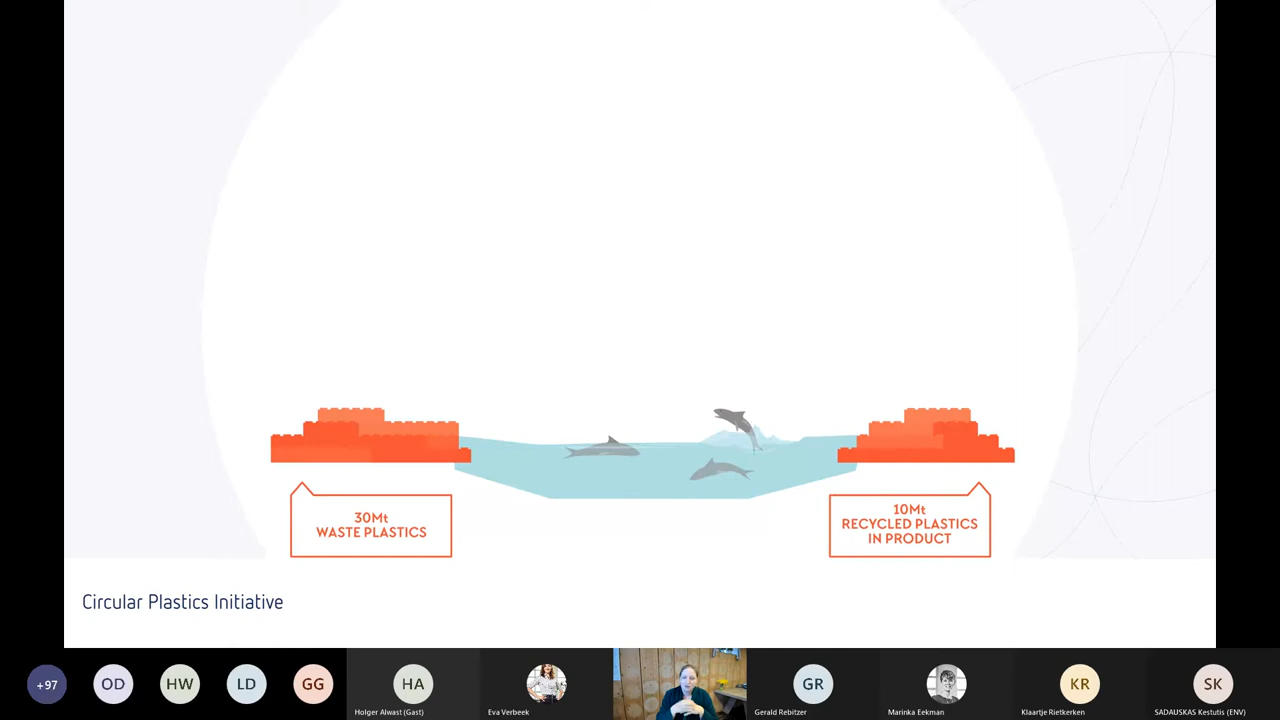 30Mt
WASTE PLASTICS
10Mt
RECYCLED PLASTICS
IN PRODUCT
Circular Plastics Initiative
+97
OD
HW
LD
GG
HA
GR
KR
SK
Holger Alwast (Gast)
Eva Verbeek
Gerald Rebitzer
Marinka Eekman
Klaartje Rietkerken
SADAUSKAS Kestutis (ENV)